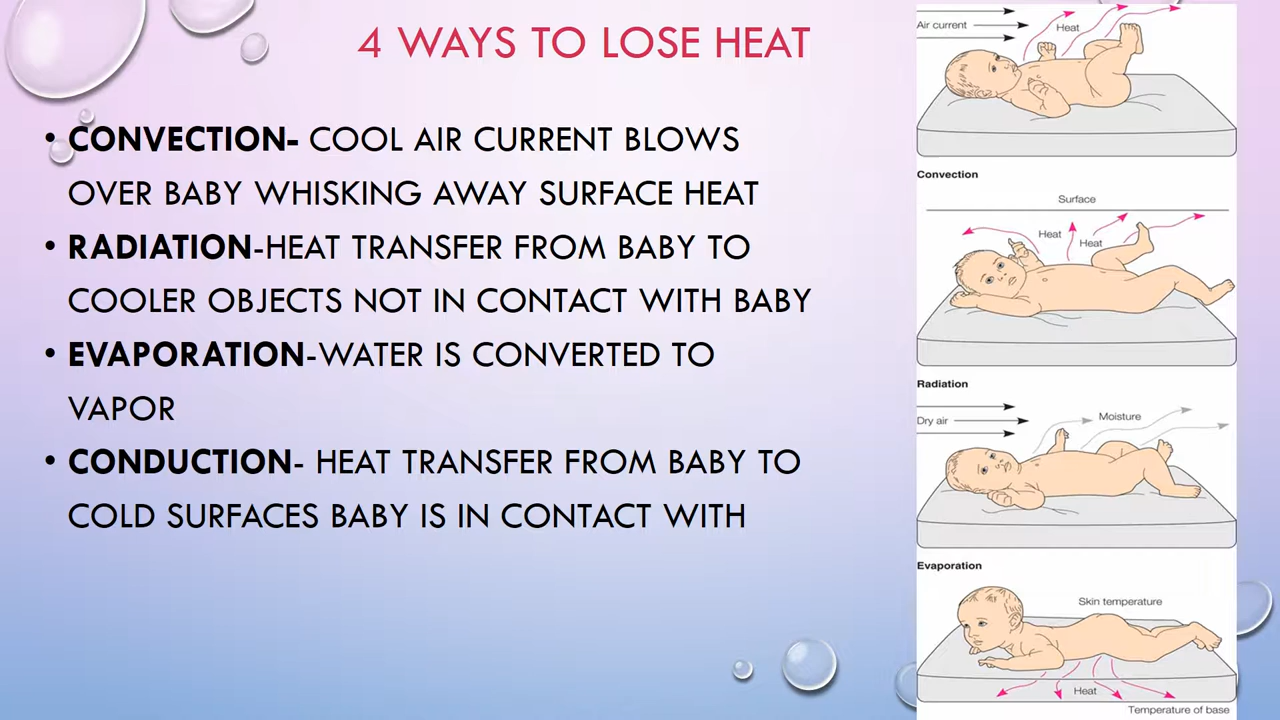 4 WAYS TO LOSE HEAT
• CONVECTION- COOL AIR CURRENT BLOWS
OVER BABY WHISKING AWAY SURFACE HEAT
• RADIATION-HEAT TRANSFER FROM BABY TO
COOLER OBJECTS NOT IN CONTACT WITH BABY
• EVAPORATION-WATER IS CONVERTED TO
VAPOR
• CONDUCTION- HEAT TRANSFER FROM BABY TO
COLD SURFACES BABY IS IN CONTACT WITH
Air current
Heat
Convection
Surface
Heat
Heat
Radiation
Dry air
Moisture
Evaporation
Skin temperature
Heat
Temperature of base